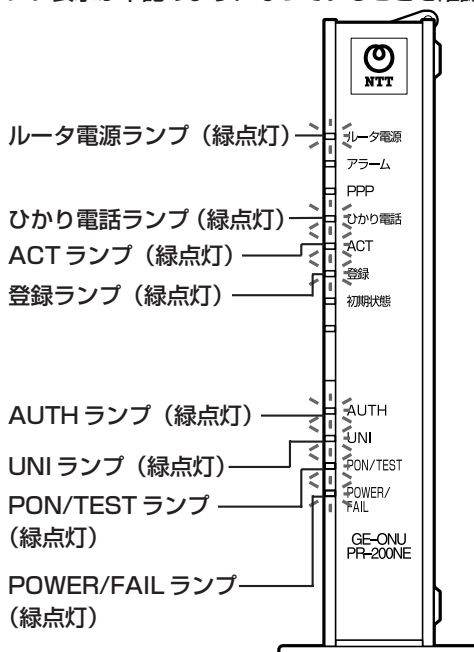 NTT
ルータ電源ランプ（緑点灯）
ルータ電源
アラーム
PPP
ひかり電話ランプ（緑点灯）
ひかり電話
ACTランプ（緑点灯）
ACT
登録ランプ（緑点灯）
登録
初期状態
AUTHランプ（緑点灯）
AUTH
UNIランプ（緑点灯）
UNI
PON/TESTランプ
（緑点灯）
PON/TEST
POWER/FAILランプ
（緑点灯）
POWER/
FAIL
GE-ONU
PR-200NE